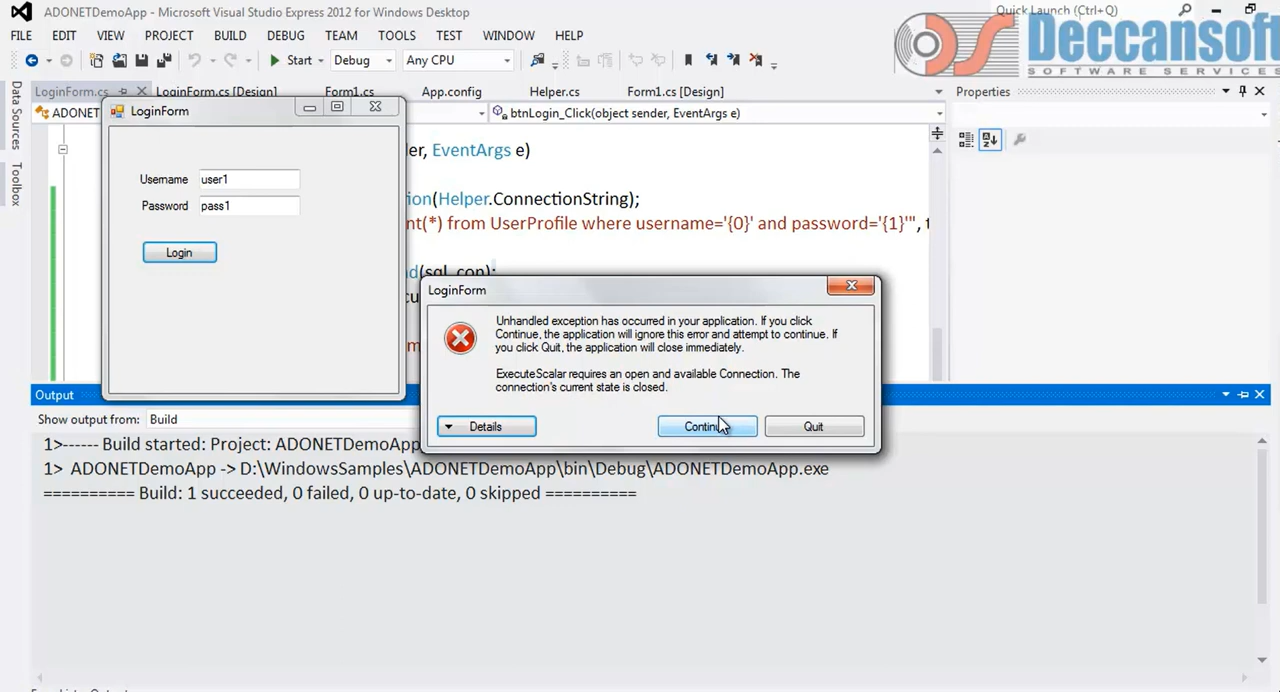 ADONETDemoApp - Microsoft Visual Studio Express 2012 for Windows Desktop
Quick Launch (Ctrl+Q)
FILE EDIT VIEW PROJECT BUILD DEBUG TEAM TOOLS TEST WINDOW HELP
Deccansoft
SOFTWARE SERVICES
Start Debug Any CPU
LoginForm.cs LoginForm.cs [Design] Form1.cs App.config Helper.cs Form1.cs [Design]
Properties
Data Sources
Toolbox
ADONET
btnLogin_Click(object sender, EventArgs e)
LoginForm
Username user1
Password pass1
Login
er, EventArgs e)
ion(Helper.ConnectionString);
nt(*) from UserProfile where username='{0}' and password='{1}'", t
nd(sql, con);
cu
m
LoginForm
Unhandled exception has occurred in your application. If you click
Continue, the application will ignore this error and attempt to continue. If
you click Quit, the application will close immediately.
ExecuteScalar requires an open and available Connection. The
connection's current state is closed.
Details Continue Quit
Output
Show output from: Build
1>------ Build started: Project: ADONETDemoApp
1> ADONETDemoApp -> D:\WindowsSamples\ADONETDemoApp\bin\Debug\ADONETDemoApp.exe
========== Build: 1 succeeded, 0 failed, 0 up-to-date, 0 skipped ==========